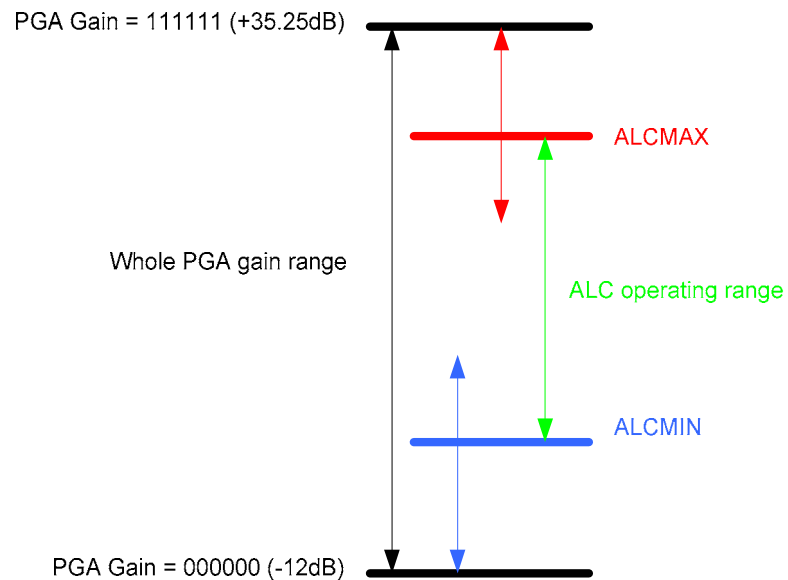 PGA Gain = 111111 (+35.25dB)
ALCMAX
Whole PGA gain range
ALC operating range
ALCMIN
PGA Gain = 000000 (-12dB)